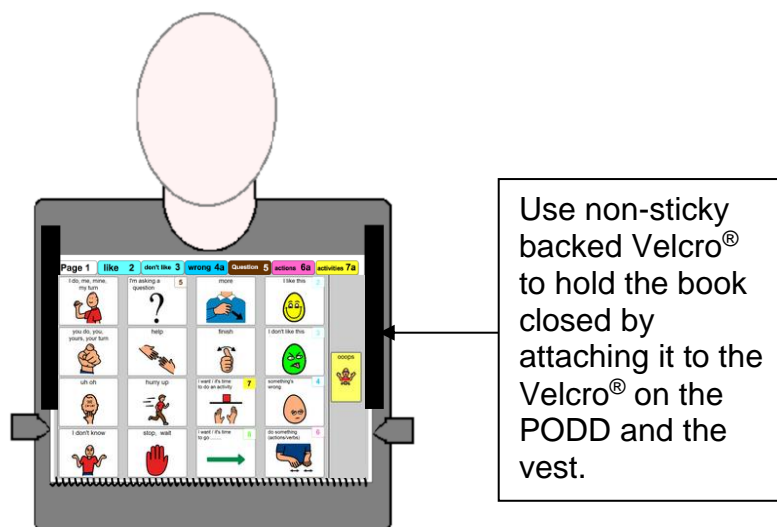 Page 1 like 2 don't like 3 wrong 4a Question 5 actions 6a activities 7a
I do, me, mine,
my turn
I'm asking a
question 5
more
I like this 2
you do, you,
yours, your turn
help
finish
I don't like this 3
ooops
uh oh
hurry up
I want / it's time
to do an activity 7
something's
wrong 4
I don't know
stop, wait
I want / it's time
to go ........ 8
do something
(actions/verbs) 6
Use non-sticky
backed Velcro®
to hold the book
closed by
attaching it to the
Velcro® on the
PODD and the
vest.